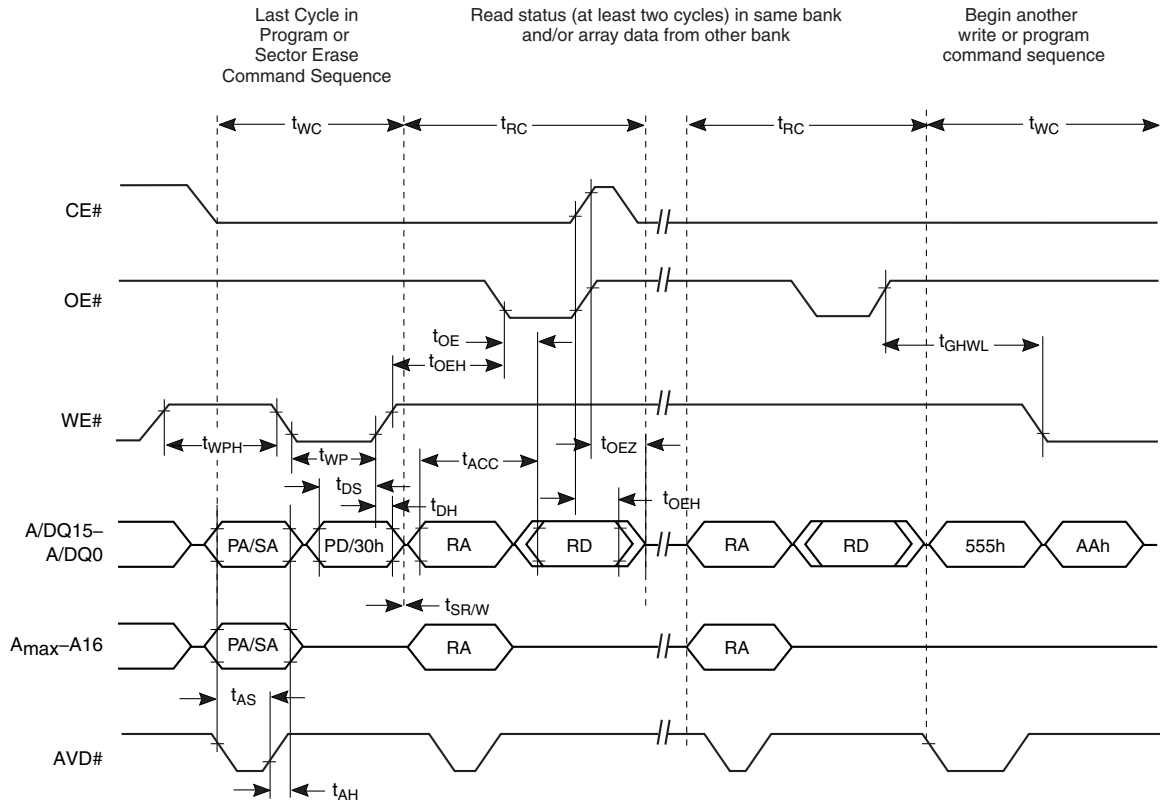 Last Cycle in
Program or
Sector Erase
Command Sequence
Read status (at least two cycles) in same bank
and/or array data from other bank
Begin another
write or program
command sequence
tWC
tRC
tRC
tWC
CE#
OE#
tOE
tOEH
tGHWL
WE#
tWPH
tWP
tACC
tOEZ
tDS
tDH
tOEH
A/DQ15–
A/DQ0
PA/SA
PD/30h
RA
RD
RA
RD
555h
AAh
tSR/W
Amax–A16
PA/SA
RA
RA
tAS
AVD#
tAH